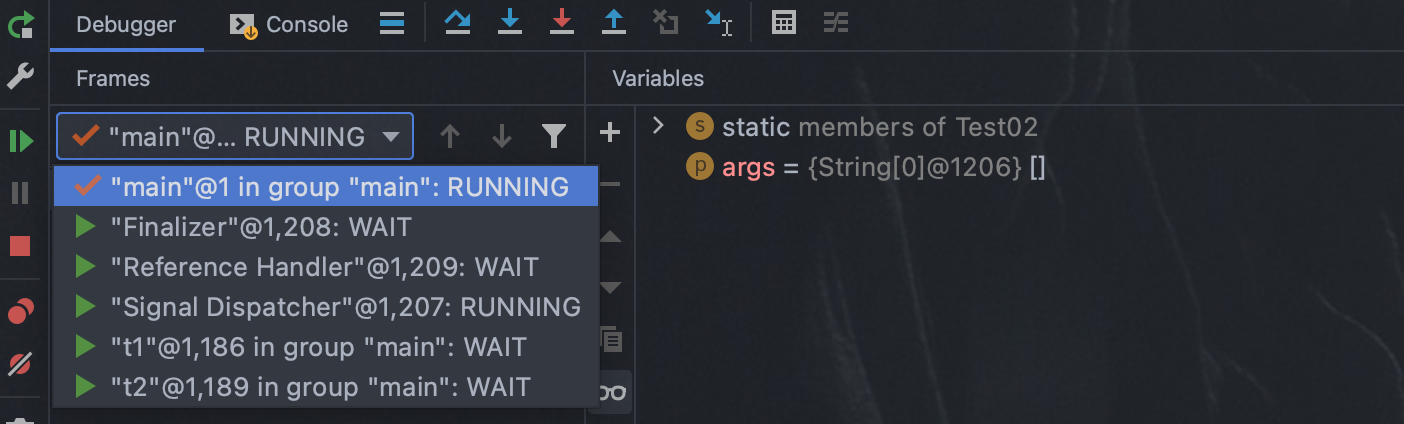 Debugger Console
Frames
Variables
"main"@... RUNNING
"main"@1 in group "main": RUNNING
"Finalizer"@1,208: WAIT
"Reference Handler"@1,209: WAIT
"Signal Dispatcher"@1,207: RUNNING
"t1"@1,186 in group "main": WAIT
"t2"@1,189 in group "main": WAIT
s static members of Test02
p args = {String[0]@1206} []